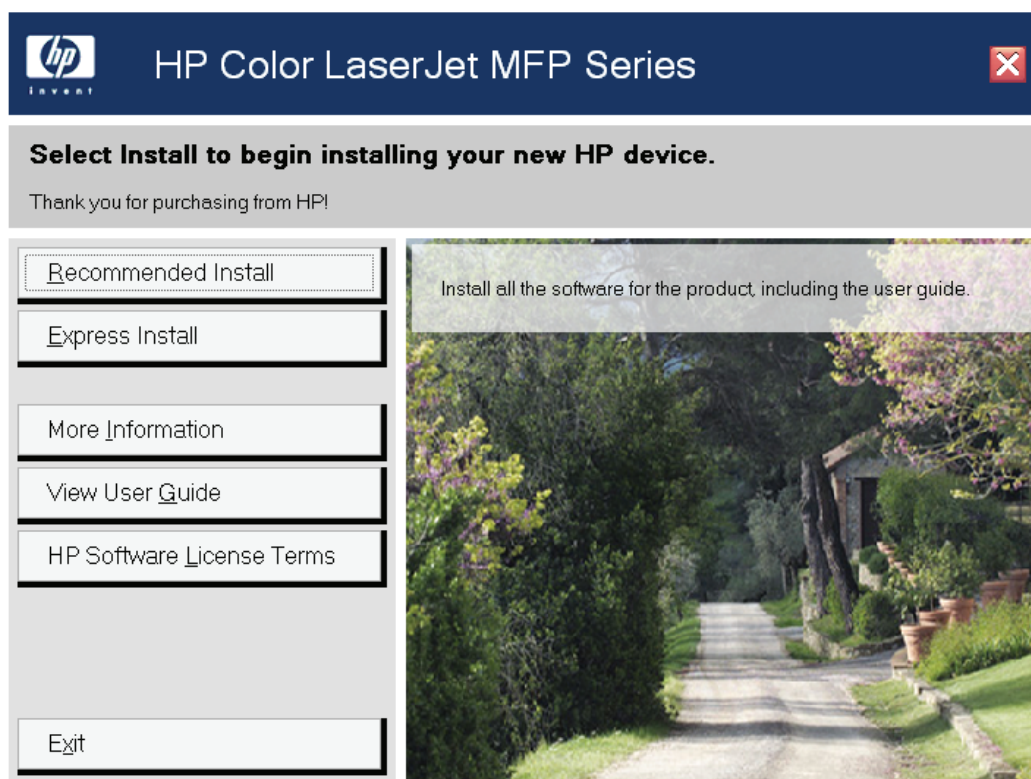 hp
invent
HP Color LaserJet MFP Series
Select Install to begin installing your new HP device.
Thank you for purchasing from HP!
Recommended Install
Install all the software for the product, including the user guide.
Express Install
More Information
View User Guide
HP Software License Terms
Exit